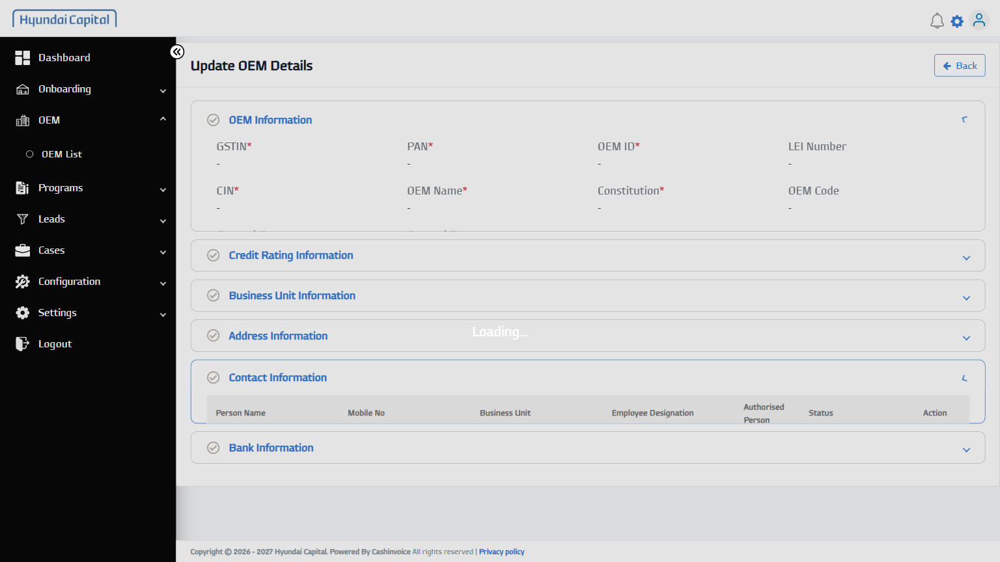 Hyundai Capital
Dashboard
Onboarding
OEM
OEM List
Programs
Leads
Cases
Configuration
Settings
Logout
Update OEM Details
Back
OEM Information
GSTIN* PAN* OEM ID* LEI Number
- - - -
CIN* OEM Name* Constitution* OEM Code
- - - -
Credit Rating Information
Business Unit Information
Loading...
Address Information
Contact Information
Person Name Mobile No Business Unit Employee Designation Authorised Person Status Action
Bank Information
Copyright © 2026 - 2027 Hyundai Capital. Powered By Cashinvoice All rights reserved | Privacy policy